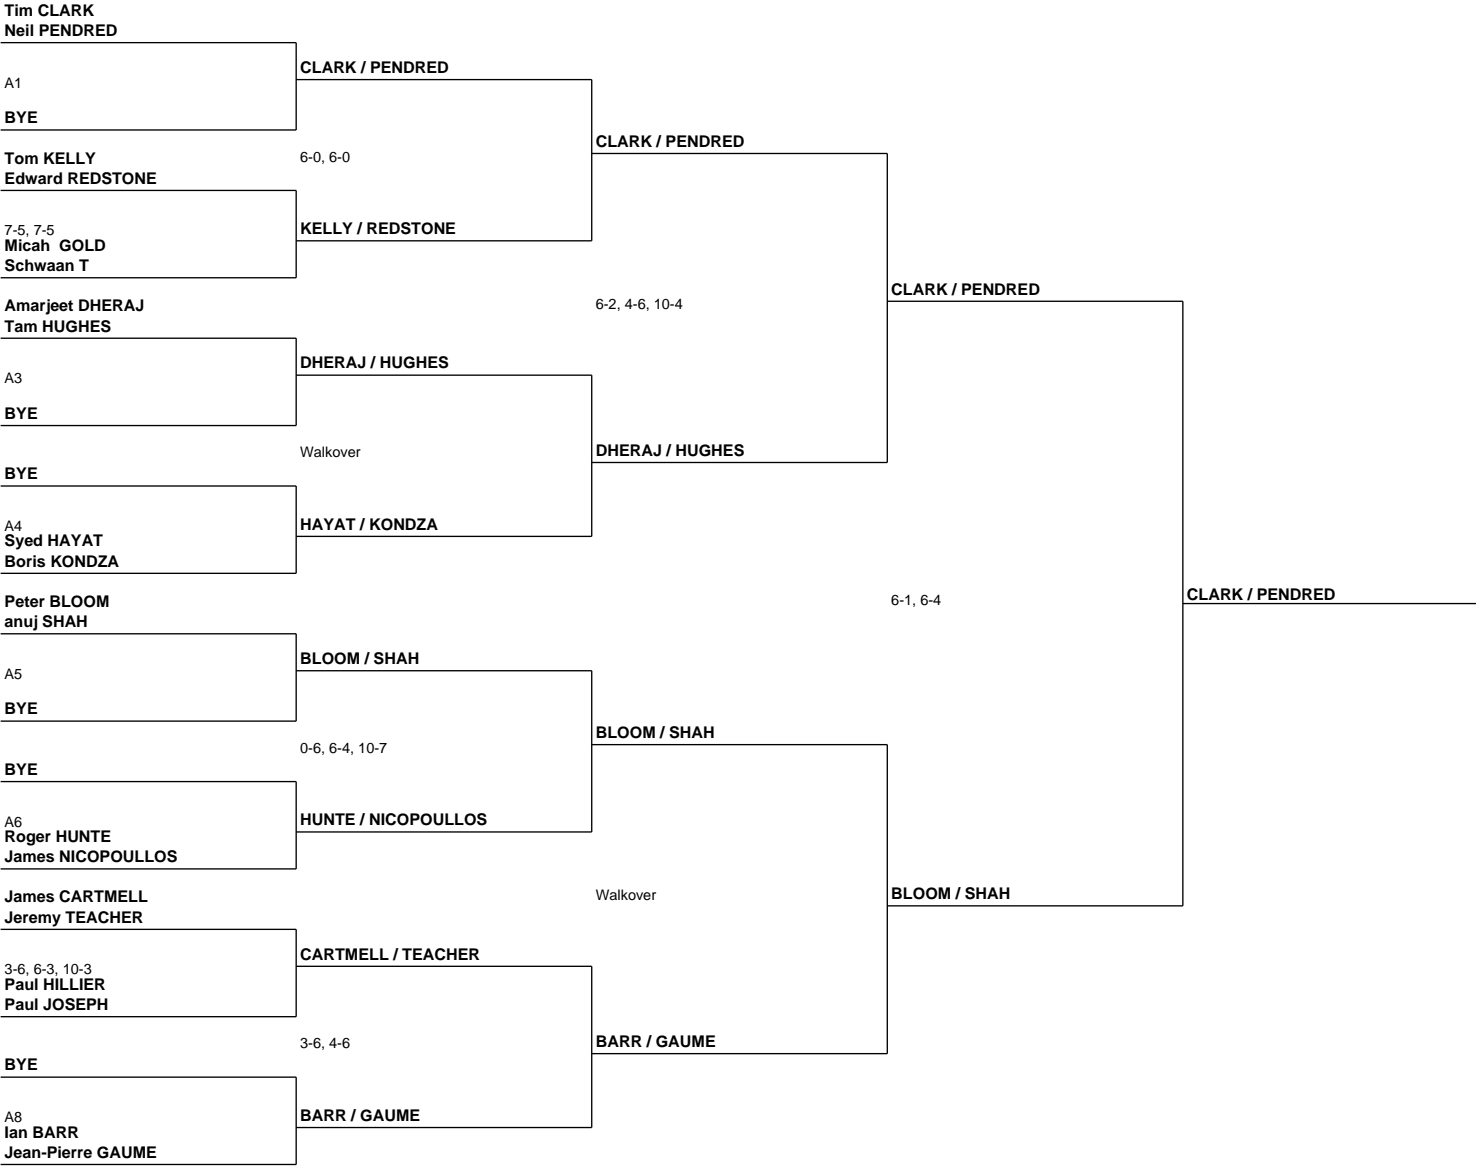 Tim CLARK
Neil PENDRED
CLARK / PENDRED
A1
BYE
CLARK / PENDRED
Tom KELLY
Edward REDSTONE
6-0, 6-0
7-5, 7-5
KELLY / REDSTONE
Micah  GOLD
Schwaan T
CLARK / PENDRED
Amarjeet DHERAJ
Tam HUGHES
6-2, 4-6, 10-4
DHERAJ / HUGHES
A3
BYE
Walkover
DHERAJ / HUGHES
BYE
A4
HAYAT / KONDZA
Syed HAYAT
Boris KONDZA
Peter BLOOM
anuj SHAH
6-1, 6-4
CLARK / PENDRED
BLOOM / SHAH
A5
BYE
BLOOM / SHAH
0-6, 6-4, 10-7
BYE
A6
HUNTE / NICOPOULLOS
Roger HUNTE
James NICOPOULLOS
James CARTMELL
Jeremy TEACHER
Walkover
BLOOM / SHAH
CARTMELL / TEACHER
3-6, 6-3, 10-3
Paul HILLIER
Paul JOSEPH
3-6, 4-6
BARR / GAUME
BYE
A8
BARR / GAUME
Ian BARR
Jean-Pierre GAUME